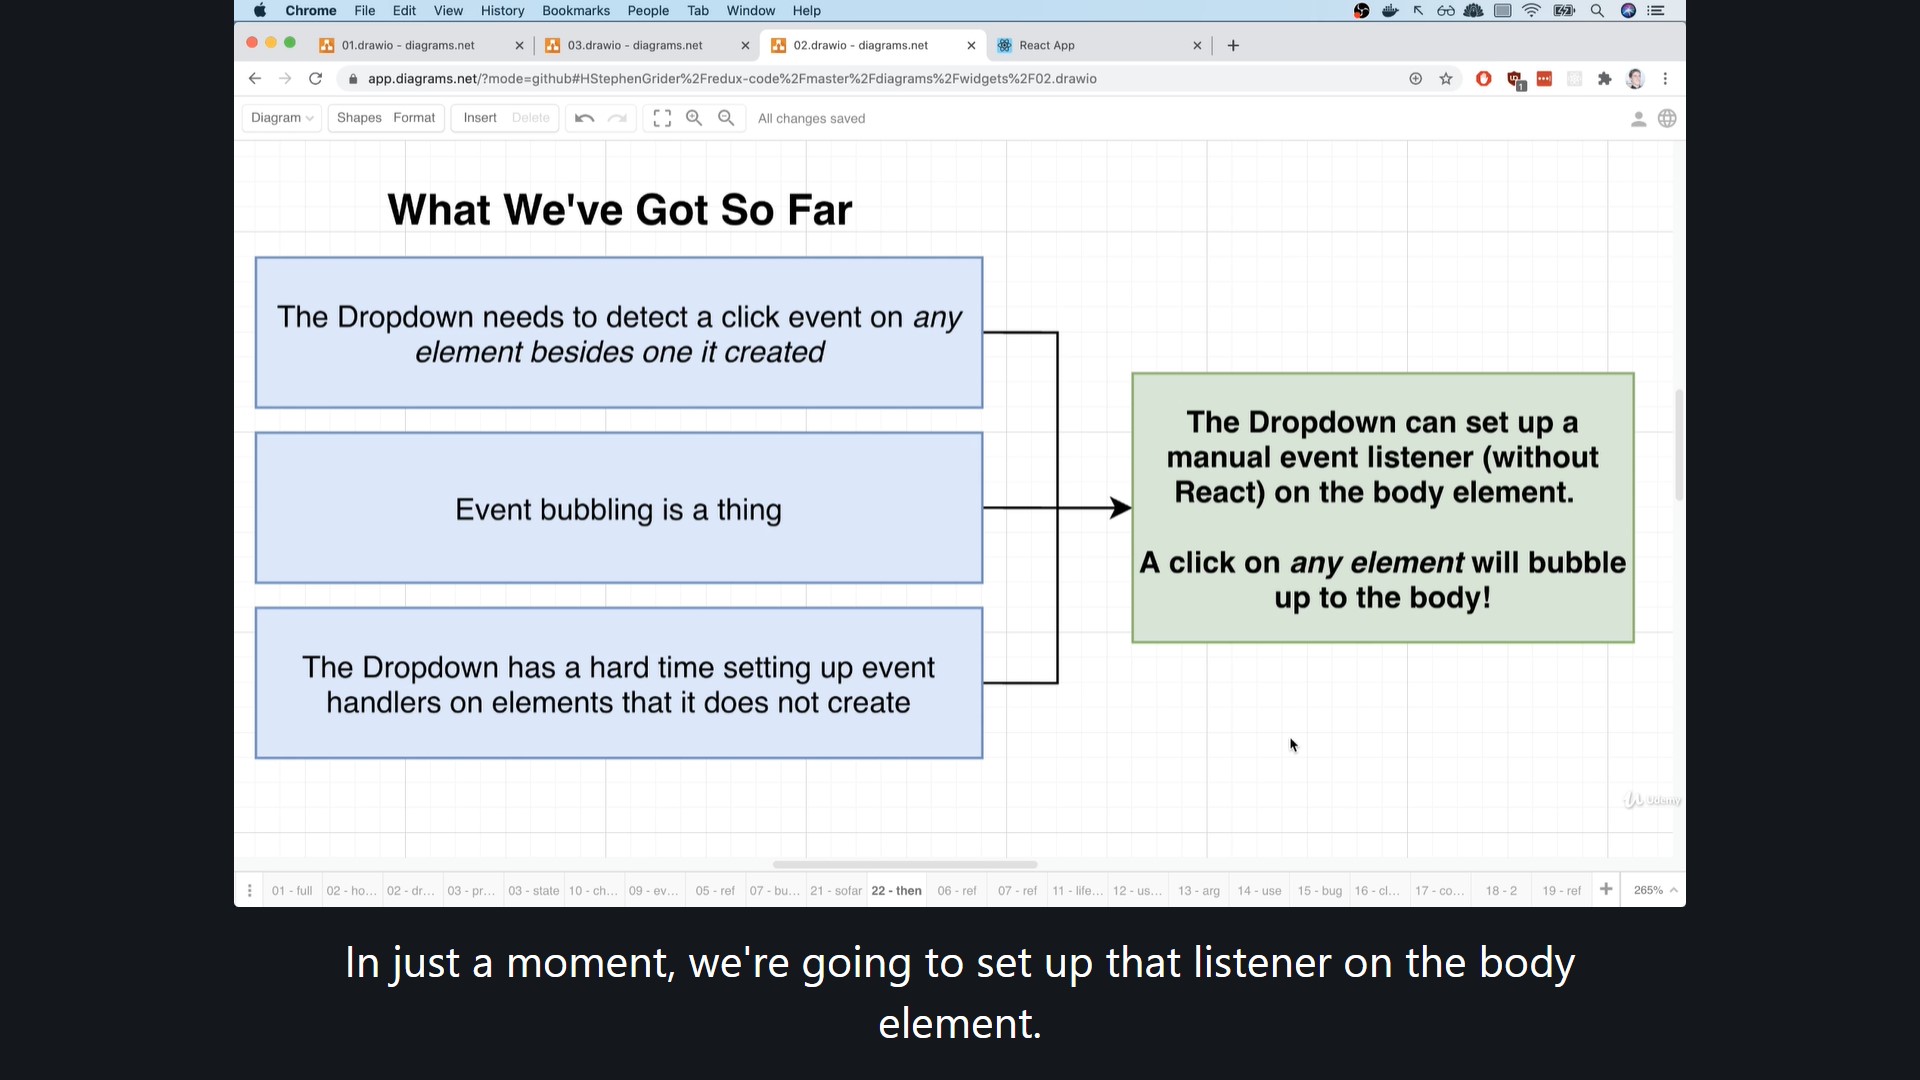 Chrome File Edit View History Bookmarks People Tab Window Help
01.drawio - diagrams.net
03.drawio - diagrams.net
02.drawio - diagrams.net
React App
app.diagrams.net/?mode=github#HStephenGrider%2Fredux-code%2Fmaster%2Fdiagrams%2Fwidgets%2F02.drawio
1
Diagram Shapes Format Insert Delete All changes saved
What We've Got So Far
The Dropdown needs to detect a click event on any
element besides one it created
Event bubbling is a thing
The Dropdown has a hard time setting up event
handlers on elements that it does not create
The Dropdown can set up a
manual event listener (without
React) on the body element.
A click on any element will bubble
up to the body!
Udemy
01 - full 02 - ho... 02 - dr... 03 - pr... 03 - state 10 - ch... 09 - ev... 05 - ref 07 - bu... 21 - sofar 22 - then 06 - ref 07 - ref 11 - life... 12 - us... 13 - arg 14 - use 15 - bug 16 - cl... 17 - co... 18 - 2 19 - ref 265%
In just a moment, we're going to set up that listener on the body
element.